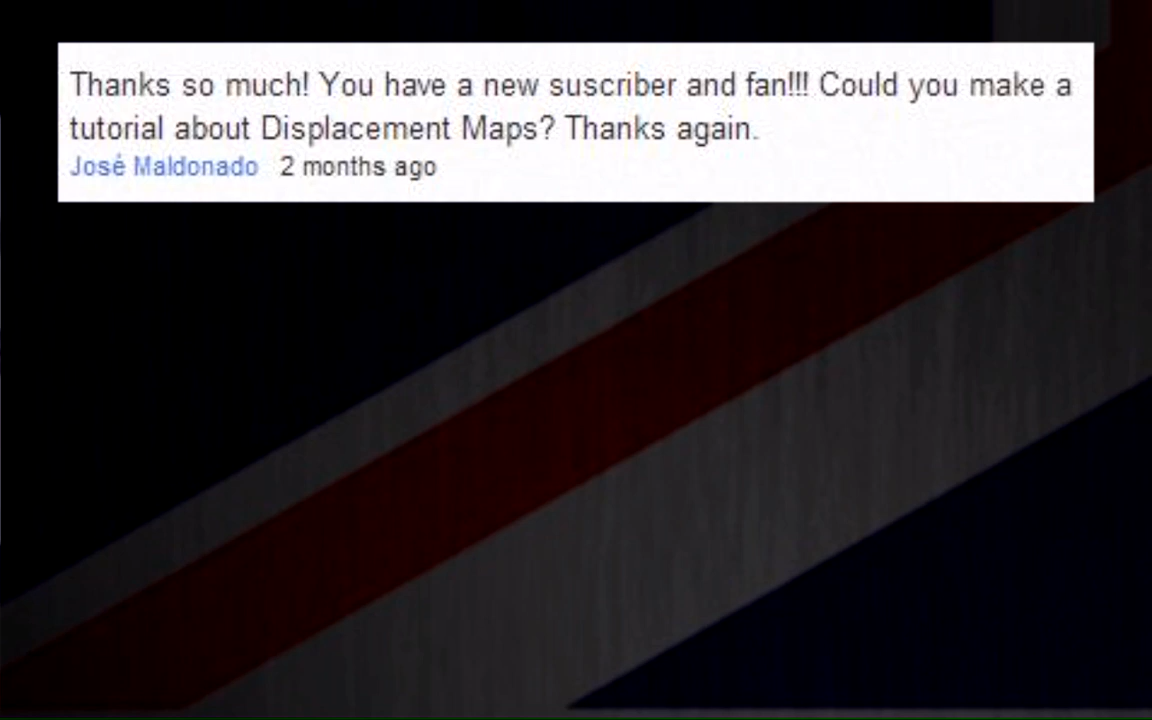 Thanks so much! You have a new suscriber and fan!!! Could you make a
tutorial about Displacement Maps? Thanks again.
José Maldonado 2 months ago